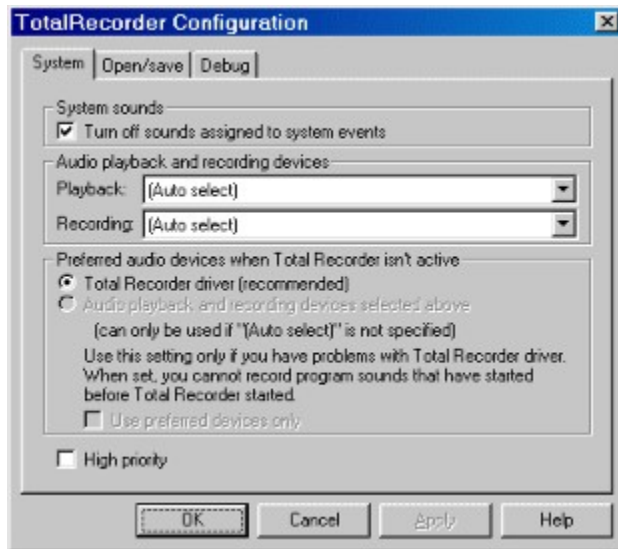 TotalRecorder Configuration
System Open/save Debug
System sounds
Turn off sounds assigned to system events
Audio playback and recording devices
Playback: (Auto select)
Recording: (Auto select)
Preferred audio devices when Total Recorder isn't active
Total Recorder driver (recommended)
Audio playback and recording devices selected above
(can only be used if "(Auto select)" is not specified)
Use this setting only if you have problems with Total Recorder driver.
When set, you cannot record program sounds that have started
before Total Recorder started.
Use preferred devices only
High priority
OK Cancel Apply Help